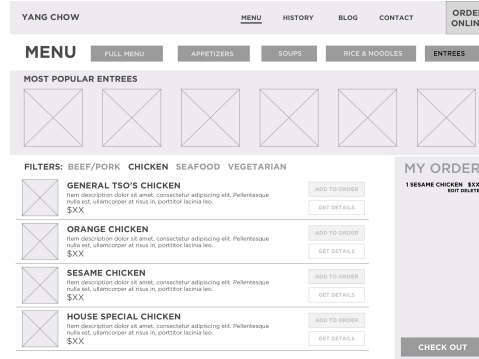 YANG CHOW
MENU HISTORY BLOG CONTACT
ORDER
ONLIN
MENU FULL MENU APPETIZERS SOUPS RICE & NOODLES ENTREES
MOST POPULAR ENTREES
FILTERS: BEEF/PORK CHICKEN SEAFOOD VEGETARIAN
MY ORDER
1 SESAME CHICKEN $XX
EDIT DELETE
GENERAL TSO'S CHICKEN
Item description dolor sit amet, consectetur adipiscing elit. Pellentesque
nulla est, ullamcorper at risus in, porttitor lacinia leo.
$XX
ADD TO ORDER
GET DETAILS
ORANGE CHICKEN
Item description dolor sit amet, consectetur adipiscing elit. Pellentesque
nulla est, ullamcorper at risus in, porttitor lacinia leo.
$XX
ADD TO ORDER
GET DETAILS
SESAME CHICKEN
Item description dolor sit amet, consectetur adipiscing elit. Pellentesque
nulla est, ullamcorper at risus in, porttitor lacinia leo.
$XX
ADD TO ORDER
GET DETAILS
HOUSE SPECIAL CHICKEN
Item description dolor sit amet, consectetur adipiscing elit. Pellentesque
nulla est, ullamcorper at risus in, porttitor lacinia leo.
$XX
ADD TO ORDER
GET DETAILS
CHECK OUT